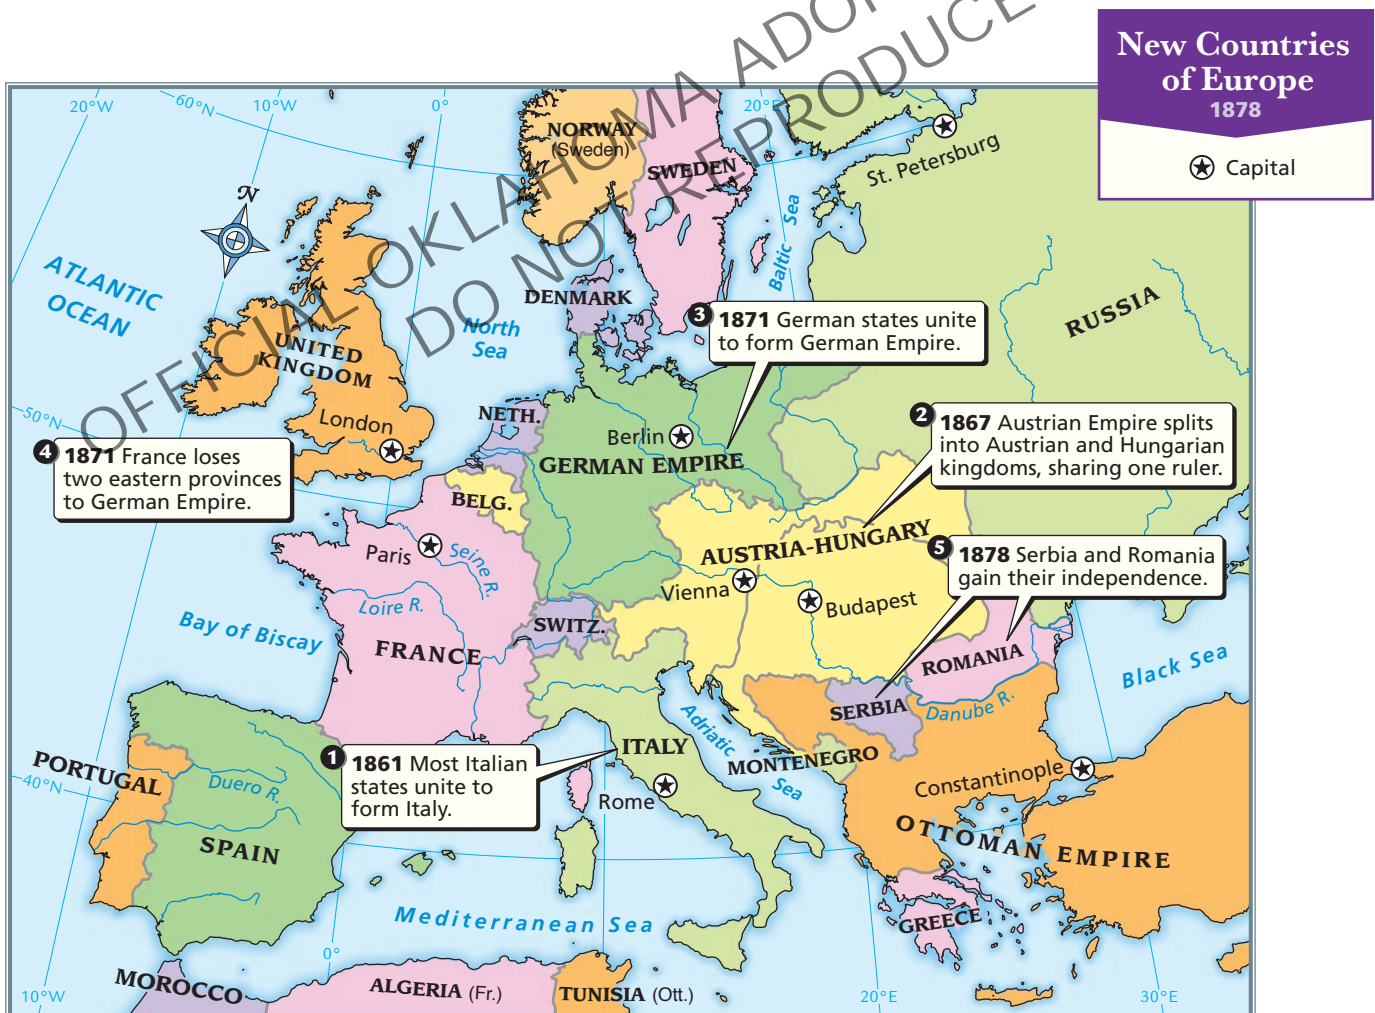 New Countries
of Europe
1878
Capital
OFFICIAL OKLAHOMA
DO NOT REPRODUCE
20°W
60°N
10°W
0°
20°
NORWAY
(Sweden)
SWEDEN
St. Petersburg
N
ATLANTIC
OCEAN
Baltic Sea
DENMARK
North
Sea
RUSSIA
UNITED
KINGDOM
London
50°N
3 1871 German states unite
to form German Empire.
NETH.
Berlin
GERMAN EMPIRE
2 1867 Austrian Empire splits
into Austrian and Hungarian
kingdoms, sharing one ruler.
4 1871 France loses
two eastern provinces
to German Empire.
BELG.
Paris
Seine R.
Loire R.
AUSTRIA-HUNGARY
5 1878 Serbia and Romania
gain their independence.
Vienna
Budapest
Bay of Biscay
FRANCE
SWITZ.
ROMANIA
Black Sea
SERBIA
Danube R.
Adriatic
Sea
ITALY
MONTENEGRO
1 1861 Most Italian
states unite to
form Italy.
Rome
Constantinople
PORTUGAL
40°N
Duero R.
SPAIN
OTTOMAN EMPIRE
Mediterranean Sea
GREECE
0°
MOROCCO
ALGERIA (Fr.)
TUNISIA (Ott.)
10°W
20°E
30°E